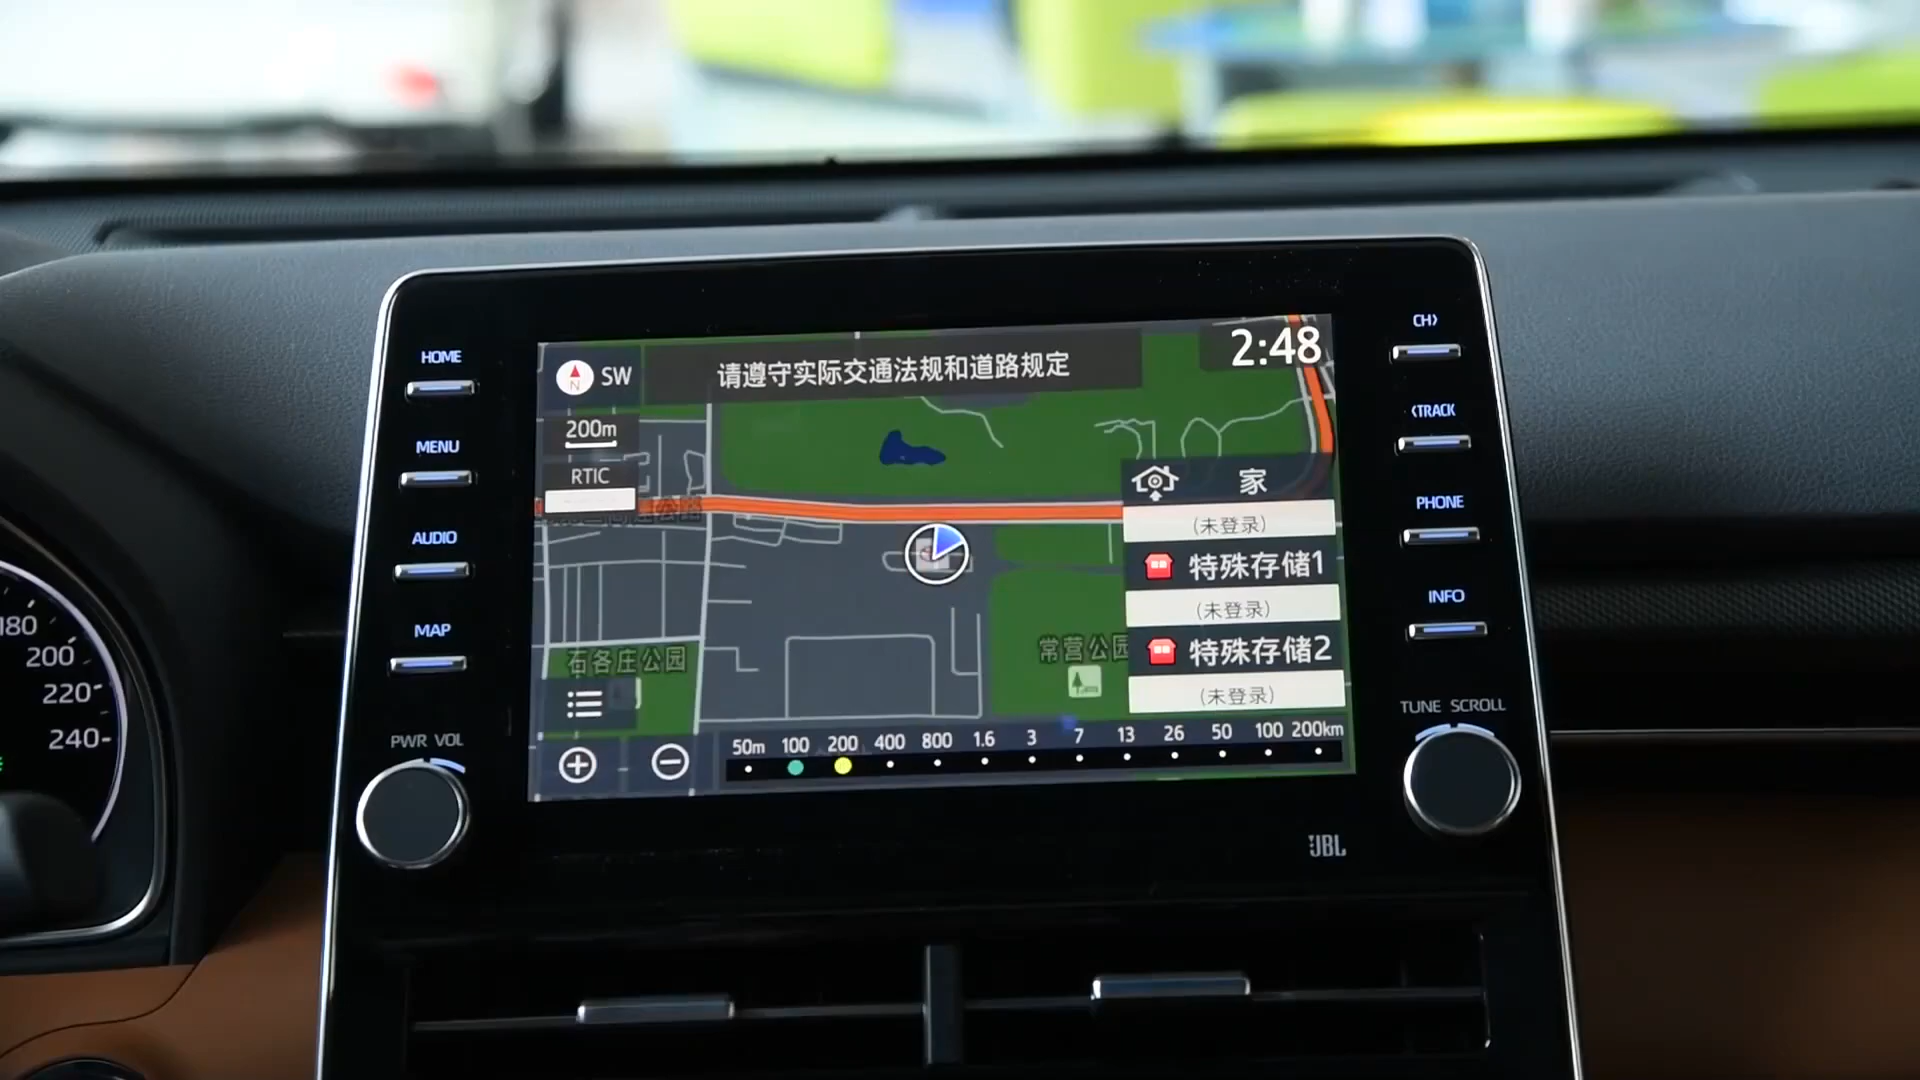 HOME
MENU
AUDIO
MAP
PWR VOL
180
200
220
240
N
SW
请遵守实际交通法规和道路规定
2:48
200m
RTIC
家
(未登录)
特殊存储1
(未登录)
特殊存储2
(未登录)
石各庄公园
常营公园
50m 100 200 400 800 1.6 3 7 13 26 50 100 200km
CH>
<TRACK
PHONE
INFO
TUNE SCROLL
JBL